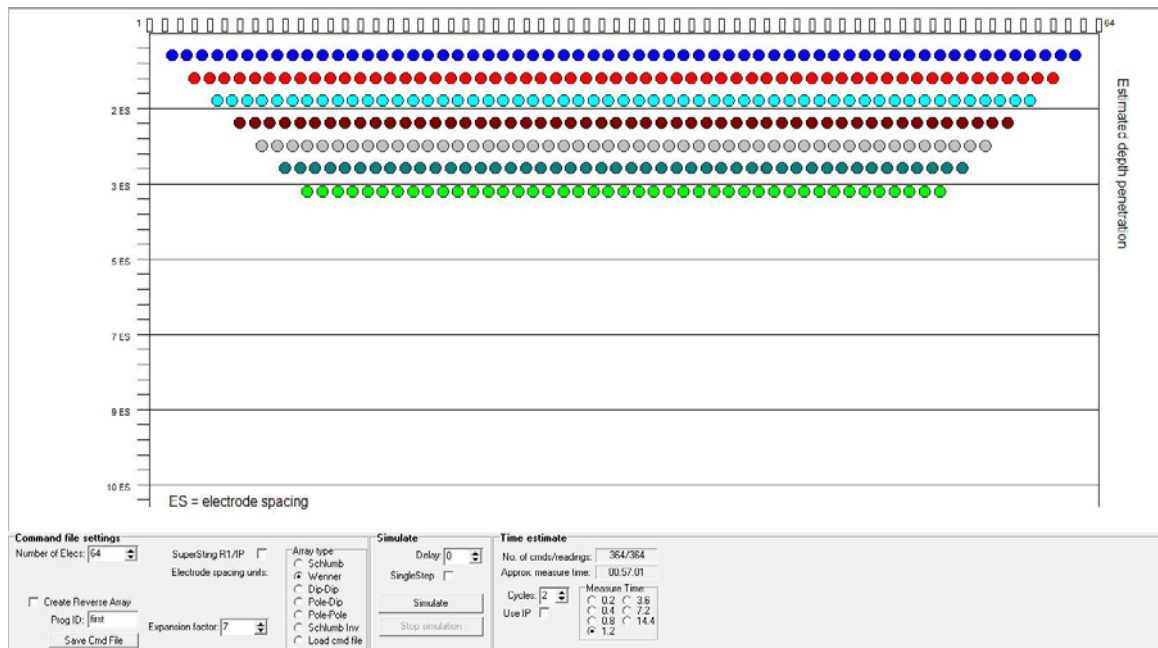 1
64
Estimated depth penetration
2 ES
3 ES
5 ES
7 ES
9 ES
10 ES
ES = electrode spacing
Command file settings
Number of Elecs: 64
SuperSting R1/IP
Electrode spacing units:
Create Reverse Array
Prog ID: first
Save Cmd File
Expansion factor: 7
Array type
Schlumb
Wenner
Dip-Dip
Pole-Dip
Pole-Pole
Schlumb Inv
Load cmd file
Simulate
Delay: 0
SingleStep
Simulate
Stop simulation
Time estimate
No. of cmds/readings: 364/364
Approx. measure time: 00:57:01
Cycles: 2
Use IP
Measure Time
0.2 3.6
0.4 7.2
0.8 14.4
1.2